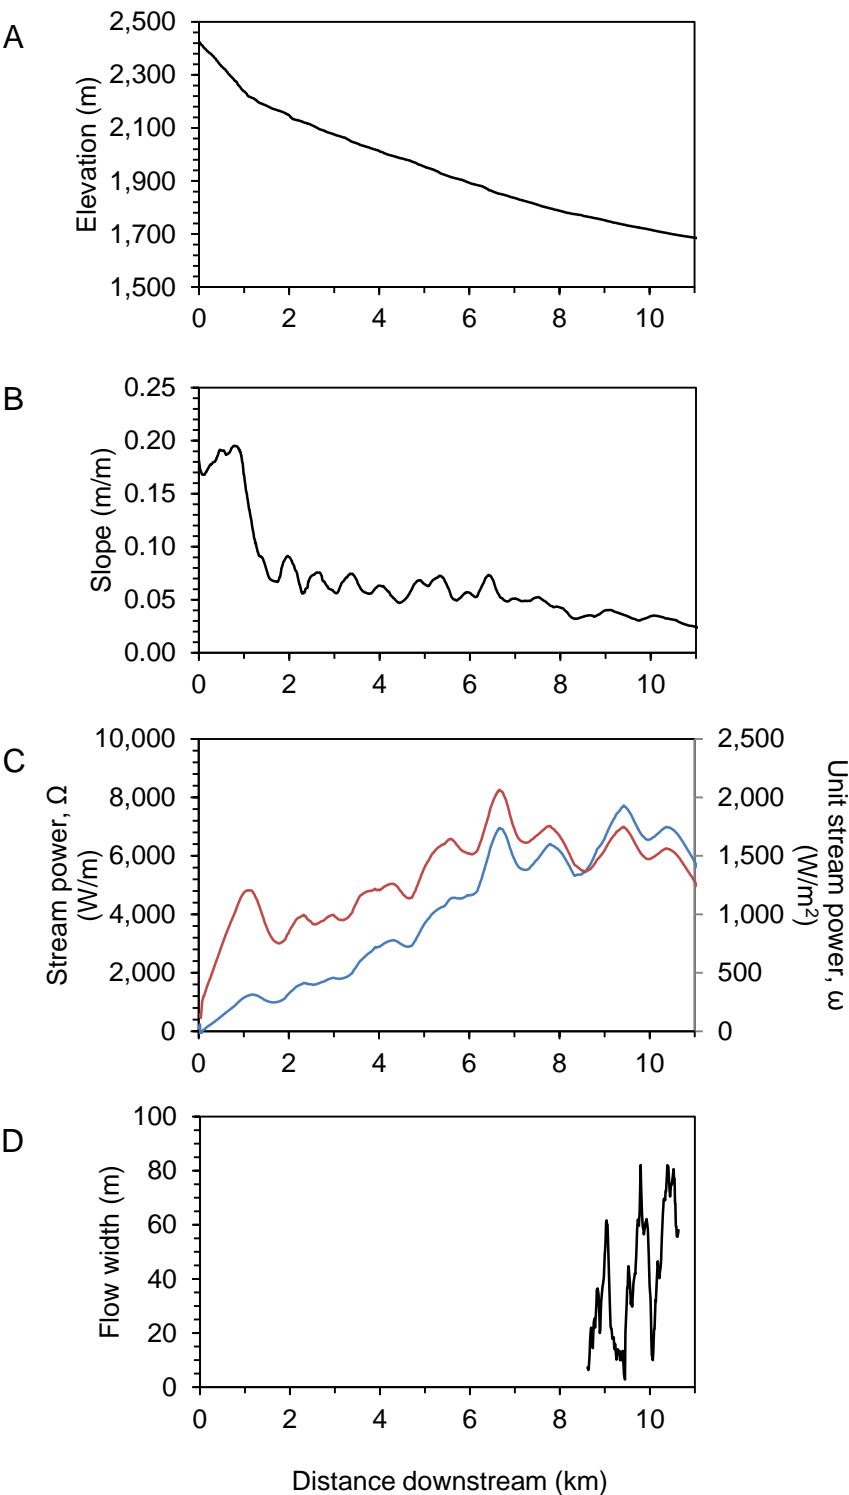 A
Elevation (m)
2,500
2,300
2,100
1,900
1,700
1,500
0 2 4 6 8 10
B
Slope (m/m)
0.25
0.20
0.15
0.10
0.05
0.00
0 2 4 6 8 10
C
Stream power, Ω
(W/m)
10,000
8,000
6,000
4,000
2,000
0
2,500
2,000
1,500
1,000
500
0
Unit stream power, ω
(W/m²)
0 2 4 6 8 10
D
Flow width (m)
100
80
60
40
20
0
0 2 4 6 8 10
Distance downstream (km)